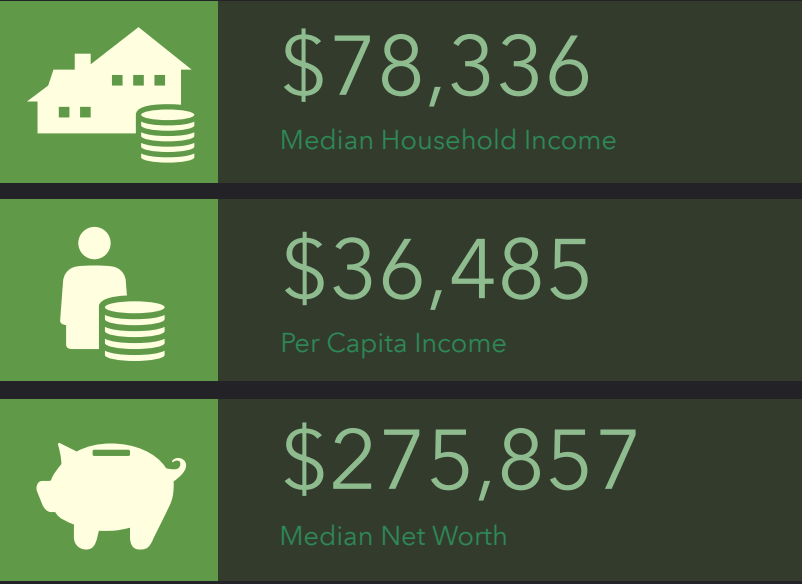 $78,336
Median Household Income
$36,485
Per Capita Income
$275,857
Median Net Worth